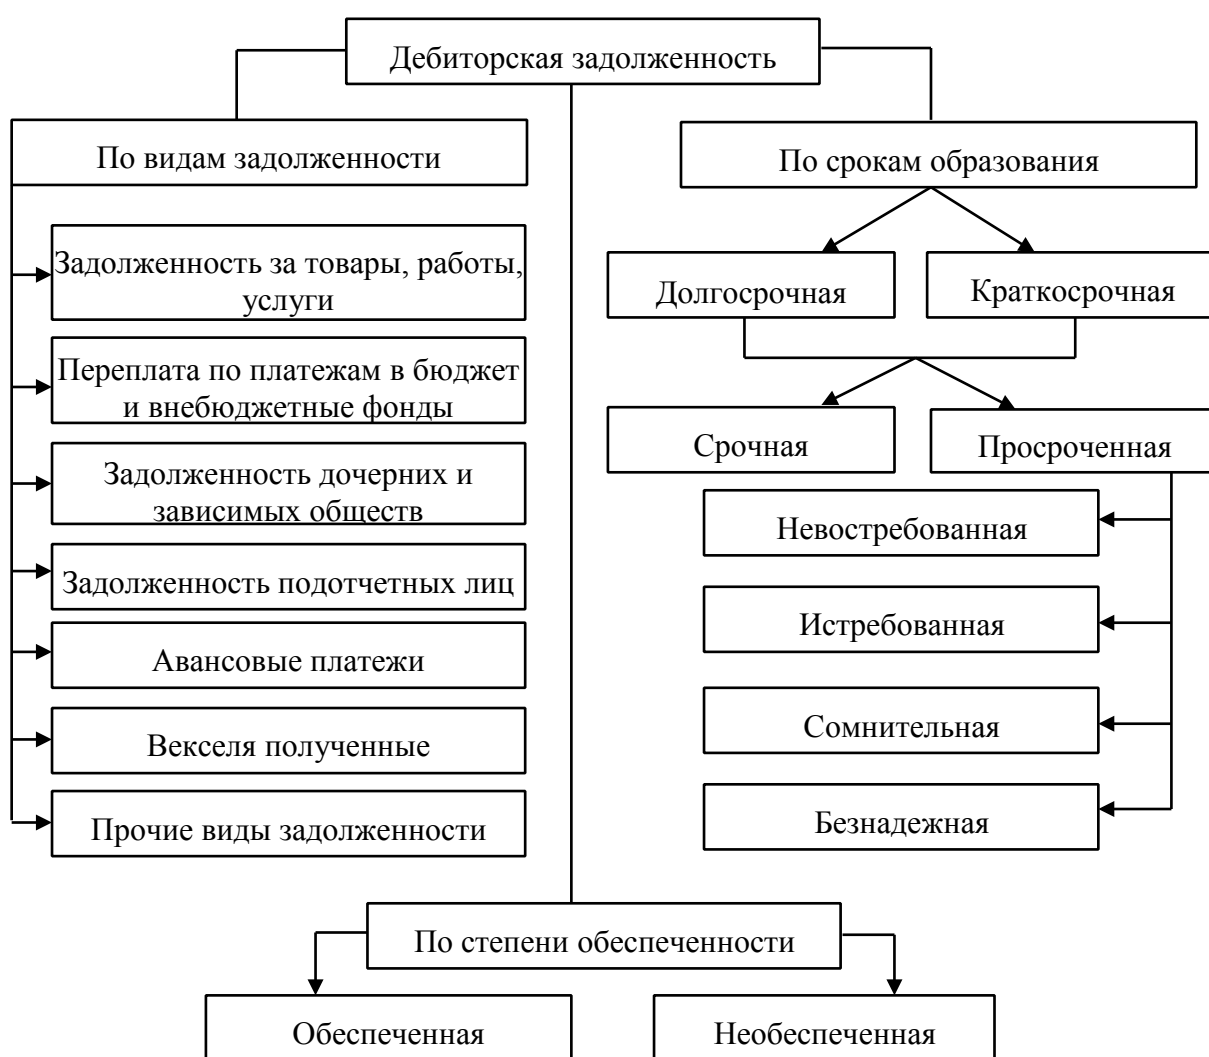 Дебиторская задолженность
По видам задолженности
Задолженность за товары, работы,
услуги
Переплата по платежам в бюджет
и внебюджетные фонды
Задолженность дочерних и
зависимых обществ
Задолженность подотчетных лиц
Авансовые платежи
Векселя полученные
Прочие виды задолженности
По срокам образования
Долгосрочная
Краткосрочная
Срочная
Просроченная
Невостребованная
Истребованная
Сомнительная
Безнадежная
По степени обеспеченности
Обеспеченная
Необеспеченная